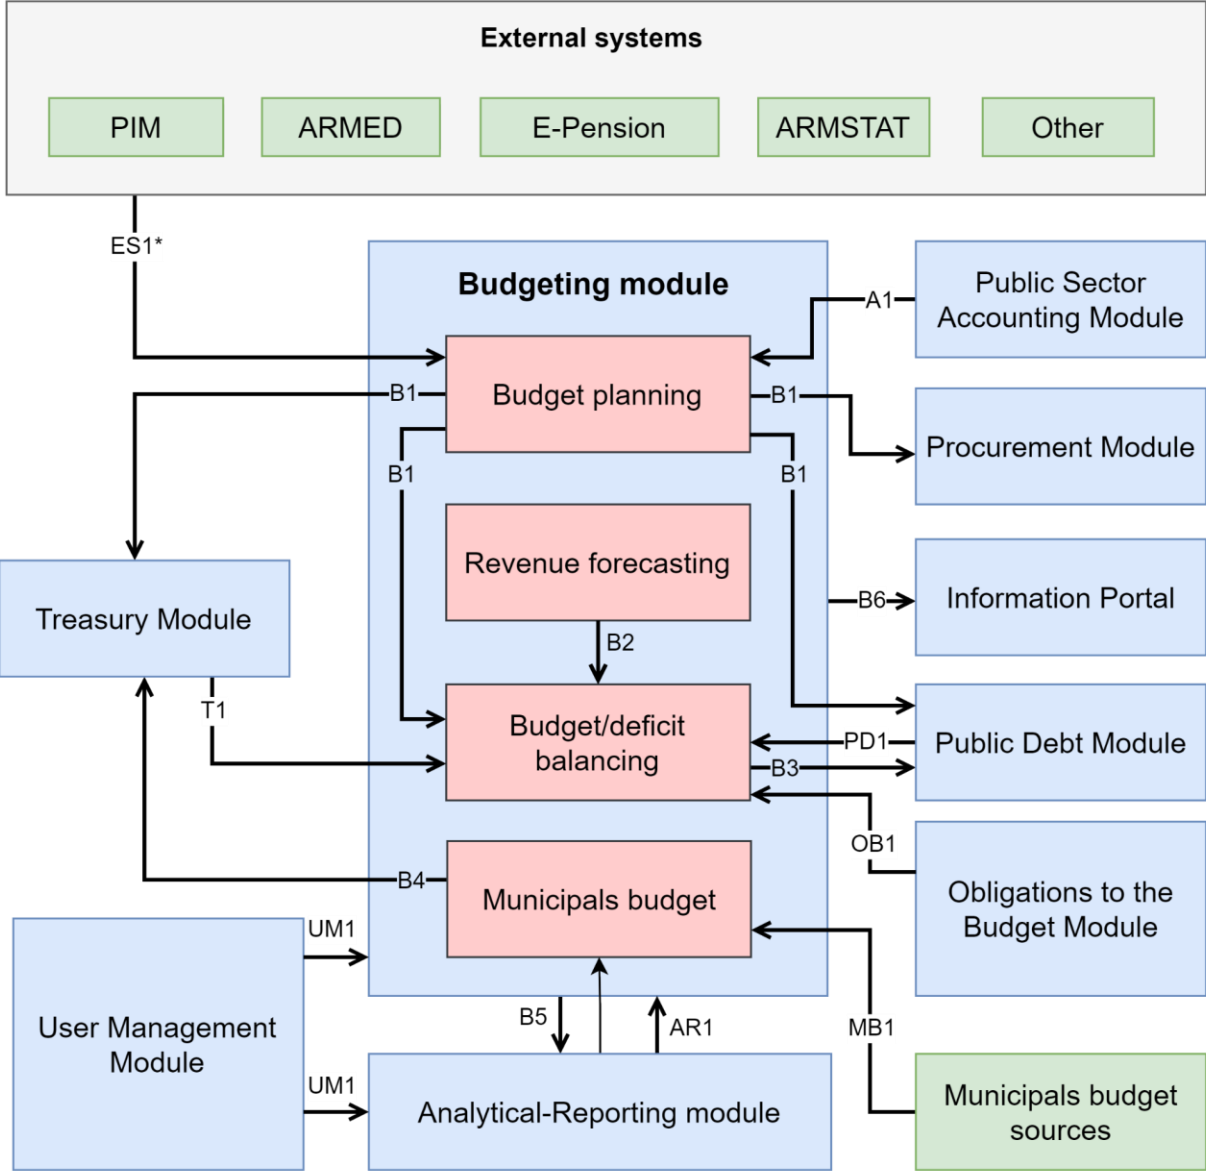 External systems
PIM
ARMED
E-Pension
ARMSTAT
Other
ES1*
Budgeting module
A1
Public Sector
Accounting Module
Budget planning
B1
B1
B1
B1
Procurement Module
Revenue forecasting
Treasury Module
B6
Information Portal
B2
T1
Budget/deficit
balancing
PD1
B3
Public Debt Module
OB1
B4
Municipals budget
Obligations to the
Budget Module
UM1
User Management
Module
B5
AR1
MB1
UM1
Analytical-Reporting module
Municipals budget
sources